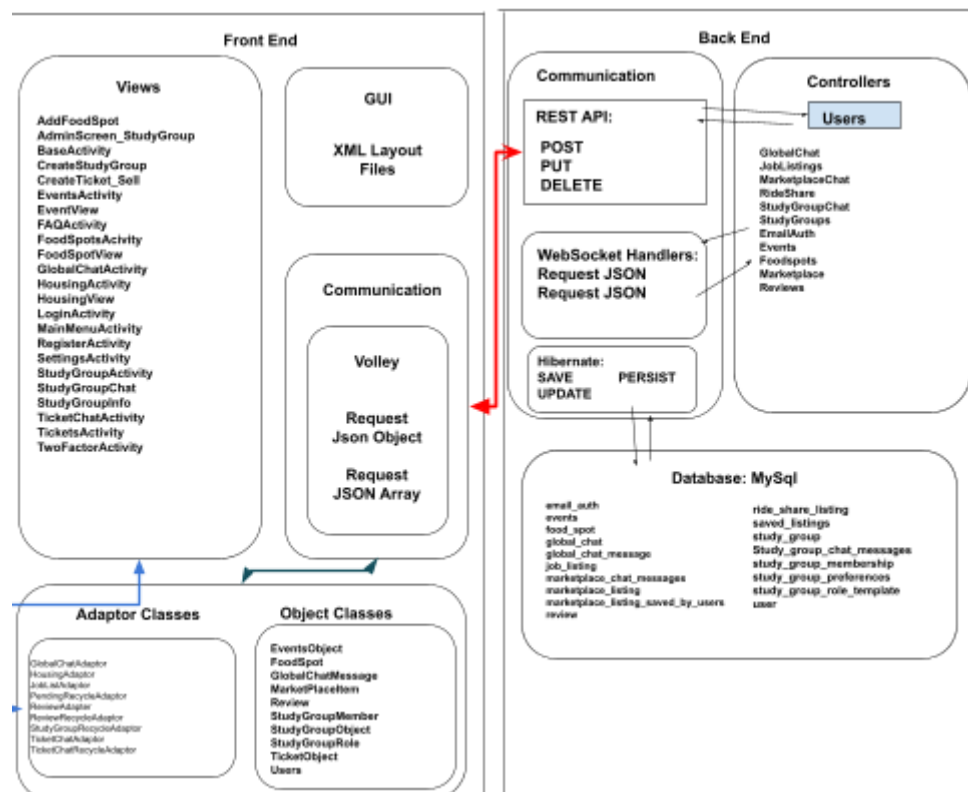 Front End
Views
AddFoodSpot
AdminScreen_StudyGroup
BaseActivity
CreateStudyGroup
CreateTicket_Sell
EventsActivity
EventView
FAQActivity
FoodSpotsAcivity
FoodSpotView
GlobalChatActivity
HousingActivity
HousingView
LoginActivity
MainMenuActivity
RegisterActivity
SettingsActivity
StudyGroupActivity
StudyGroupChat
StudyGroupInfo
TicketChatActivity
TicketsActivity
TwoFactorActivity
GUI
XML Layout
Files
Communication
Volley
Request
Json Object
Request
JSON Array
Adaptor Classes
GlobalChatAdaptor
HousingAdaptor
JobListAdaptor
PendingRecycleAdaptor
ReviewAdapter
ReviewRecycleAdaptor
StudyGroupRecycleAdaptor
TicketChatAdaptor
TicketChatRecycleAdaptor
Object Classes
EventsObject
FoodSpot
GlobalChatMessage
MarketPlaceItem
Review
StudyGroupMember
StudyGroupObject
StudyGroupRole
TicketObject
Users
Back End
Communication
REST API:
POST
PUT
DELETE
WebSocket Handlers:
Request JSON
Request JSON
Hibernate:
SAVE PERSIST
UPDATE
Controllers
Users
GlobalChat
JobListings
MarketplaceChat
RideShare
StudyGroupChat
StudyGroups
EmailAuth
Events
Foodspots
Marketplace
Reviews
Database: MySql
email_auth
events
food_spot
global_chat
global_chat_message
job_listing
marketplace_chat_messages
marketplace_listing
marketplace_listing_saved_by_users
review
ride_share_listing
saved_listings
study_group
Study_group_chat_messages
study_group_membership
study_group_preferences
study_group_role_template
user